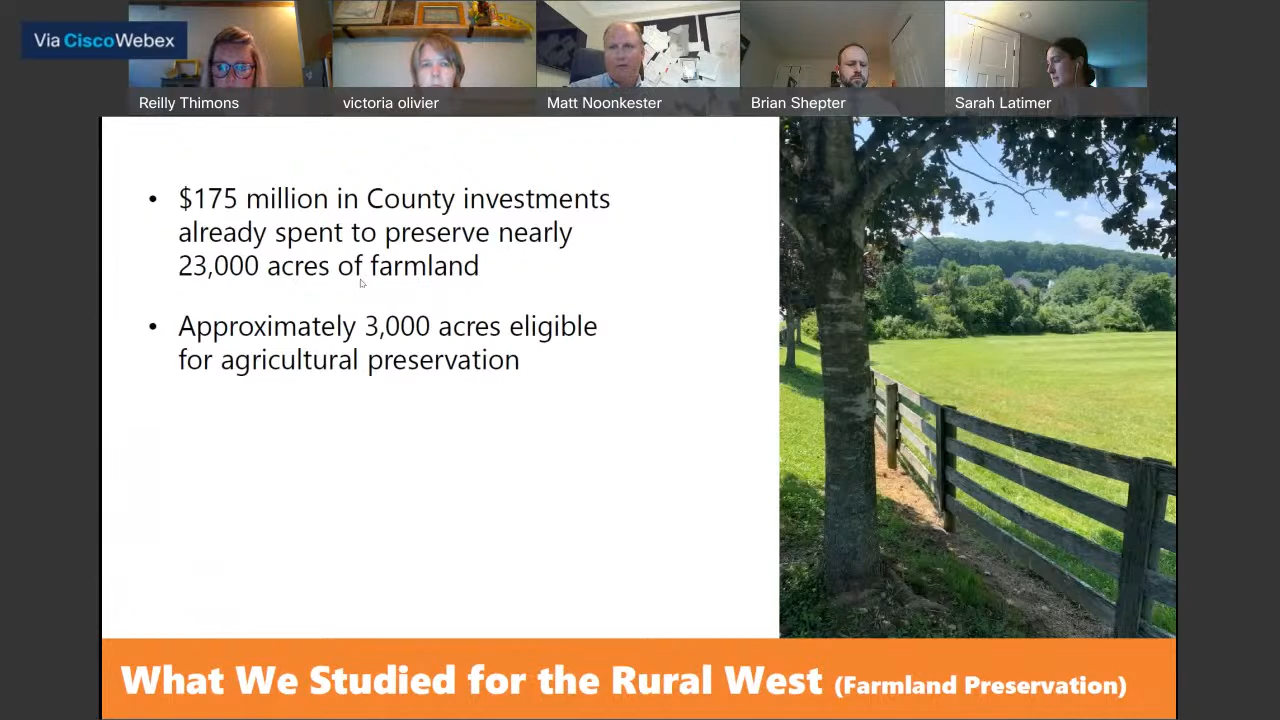 Via Cisco Webex
Reilly Thimons
victoria olivier
Matt Noonkester
Brian Shepter
Sarah Latimer
• $175 million in County investments
already spent to preserve nearly
23,000 acres of farmland
• Approximately 3,000 acres eligible
for agricultural preservation
What We Studied for the Rural West (Farmland Preservation)